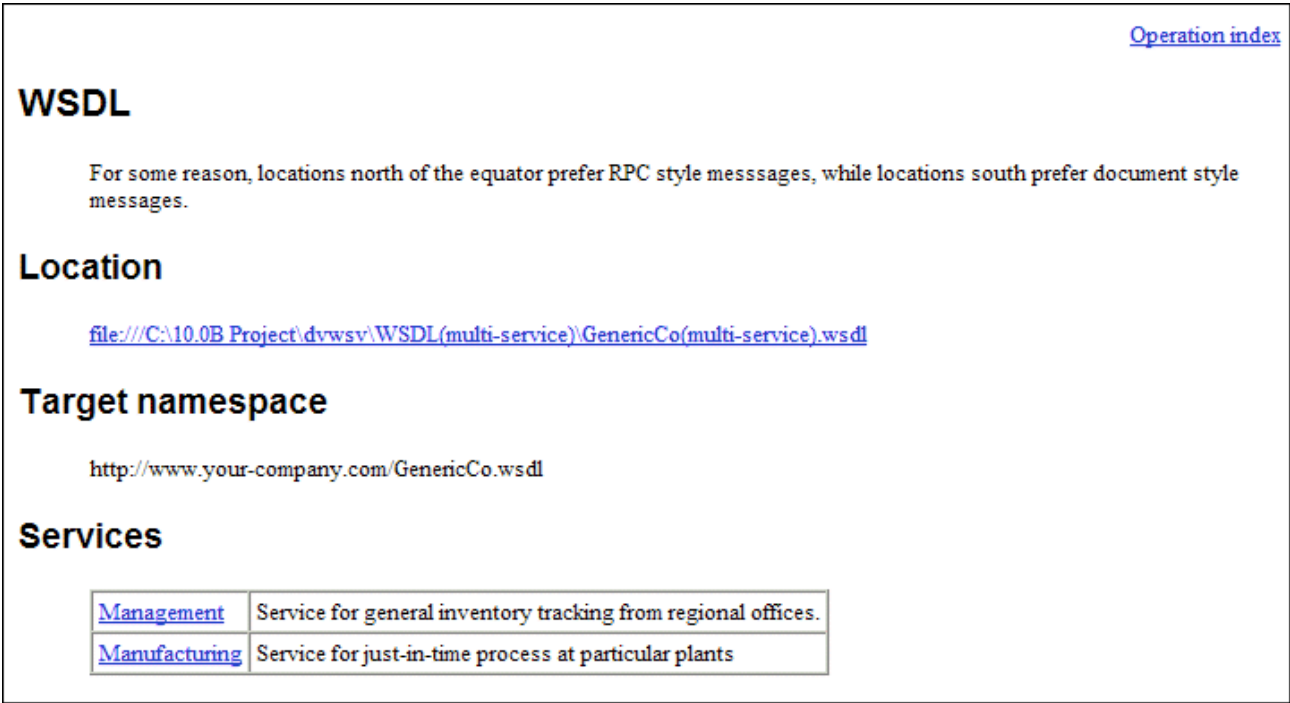 Operation index
WSDL
For some reason, locations north of the equator prefer RPC style messsages, while locations south prefer document style
messages.
Location
file:///C:\10.0B Project\dvwsv\WSDL(multi-service)\GenericCo(multi-service).wsdl
Target namespace
http://www.your-company.com/GenericCo.wsdl
Services
Management Service for general inventory tracking from regional offices.
Manufacturing Service for just-in-time process at particular plants